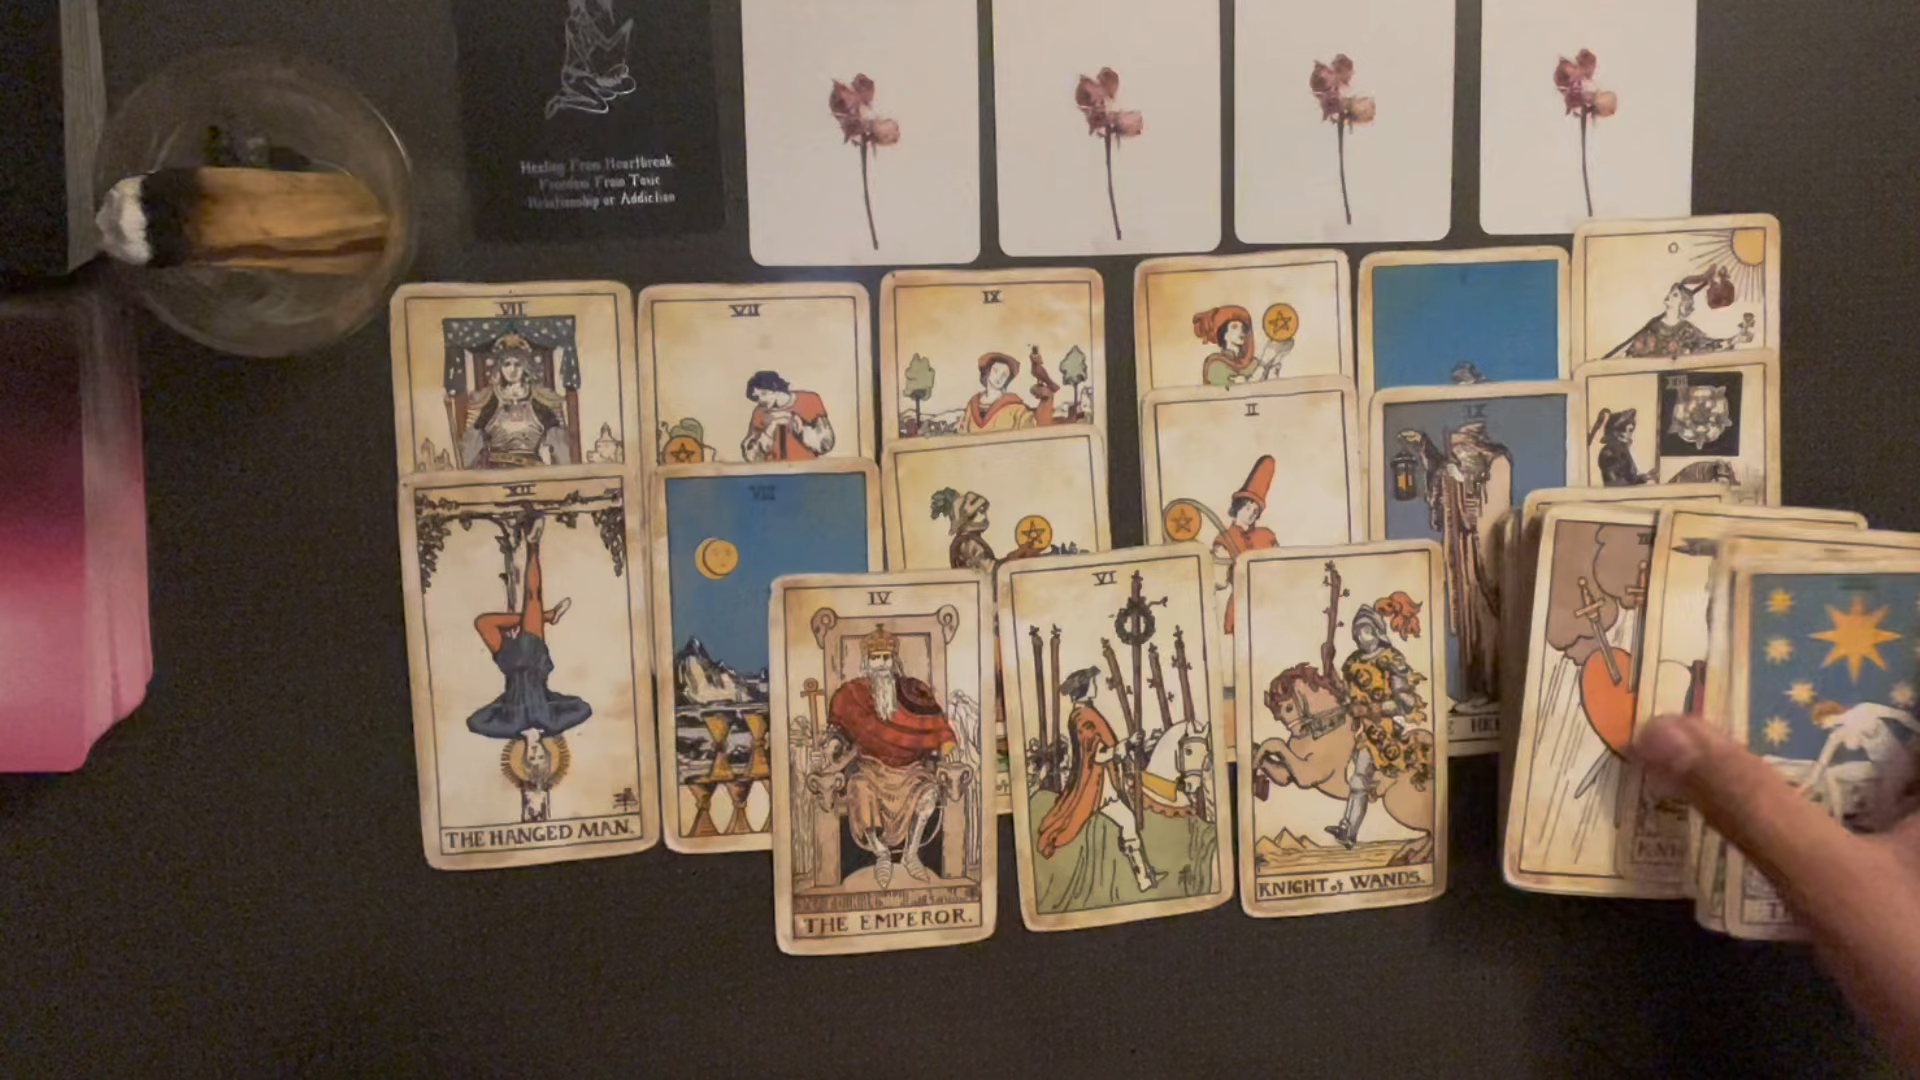 Healing From Heartbreak
Freedom From Toxic
Relationship or Addiction
VII
VII
IX
II
IX
XII
VIII
THE HANGED MAN.
IV
THE EMPEROR.
VI
KNIGHT of WANDS.